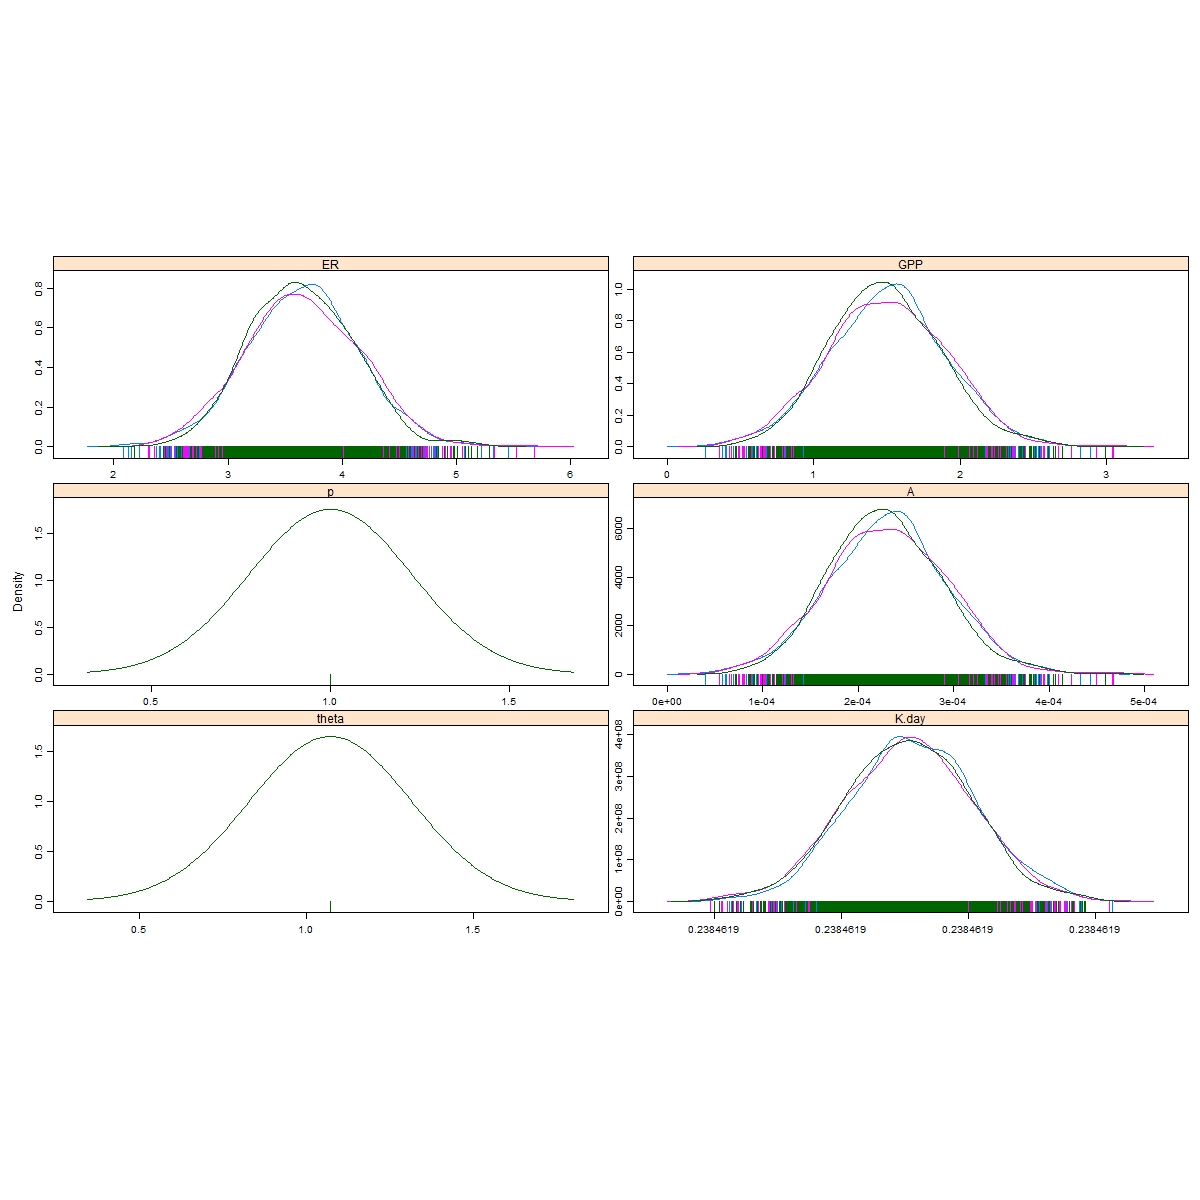 ER
GPP
0.0 0.2 0.4 0.6 0.8
0.0 0.2 0.4 0.6 0.8 1.0
2 3 4 5 6
0 1 2 3
p
A
Density
0.0 0.5 1.0 1.5
0 2000 4000 6000
0.5 1.0 1.5
0e+00 1e-04 2e-04 3e-04 4e-04 5e-04
theta
K.day
0.0 0.5 1.0 1.5
0e+00 1e+08 2e+08 3e+08 4e+08
0.5 1.0 1.5
0.2384619 0.2384619 0.2384619 0.2384619